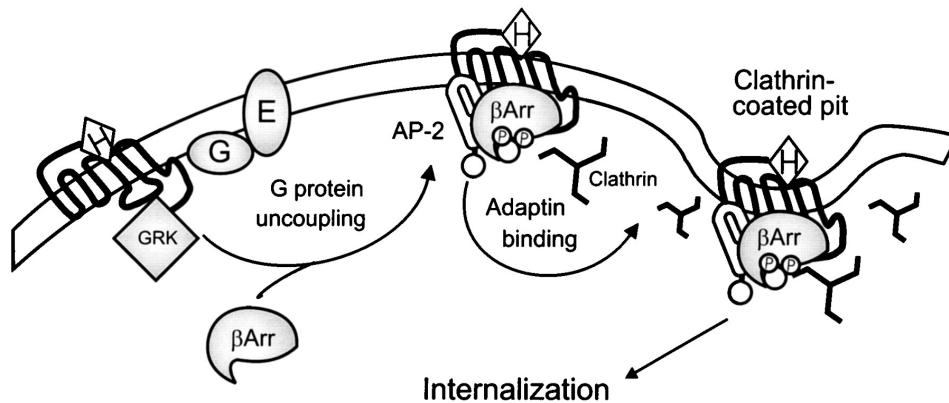 H
E
G
GRK
G protein
uncoupling
βArr
H
AP-2
βArr
P P
Clathrin
Adaptin
binding
Clathrin-
coated pit
H
βArr
P P
Internalization